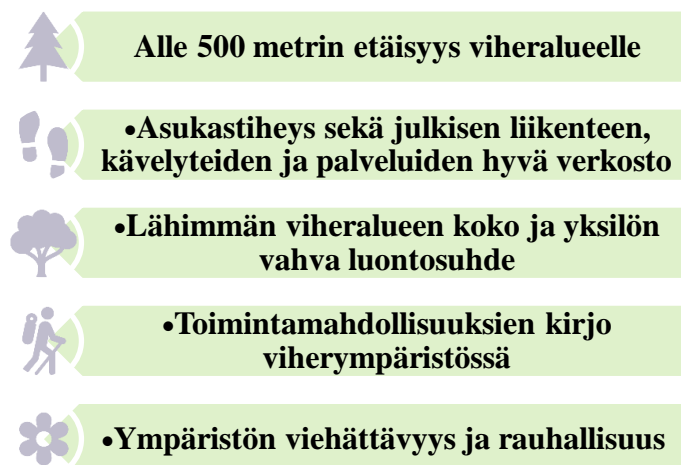 Alle 500 metrin etäisyys viheralueelle
•Asukastiheys sekä julkisen liikenteen,
kävelyteiden ja palveluiden hyvä verkosto
•Lähimmän viheralueen koko ja yksilön
vahva luontosuhde
•Toimintamahdollisuuksien kirjo
viherympäristössä
•Ympäristön viehättävyys ja rauhallisuus